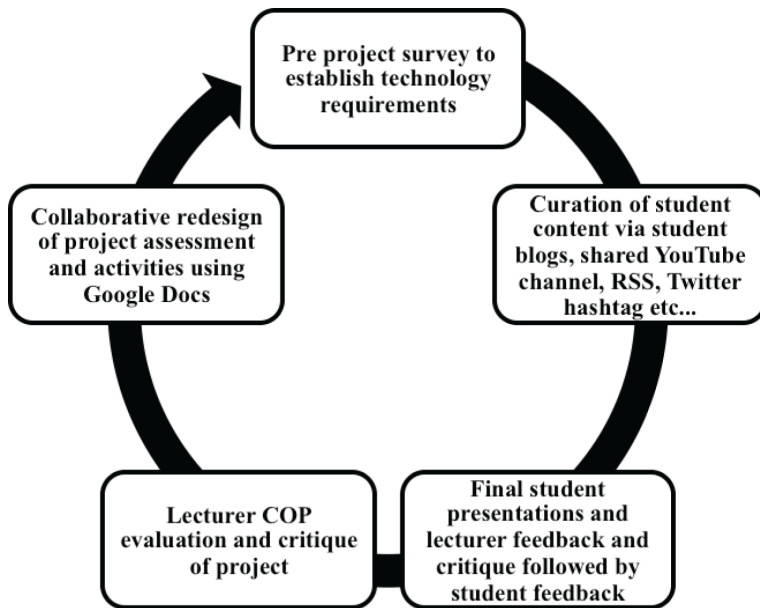 Pre project survey to
establish technology
requirements
Curation of student
content via student
blogs, shared YouTube
channel, RSS, Twitter
hashtag etc...
Final student
presentations and
lecturer feedback and
critique followed by
student feedback
Lecturer COP
evaluation and critique
of project
Collaborative redesign
of project assessment
and activities using
Google Docs